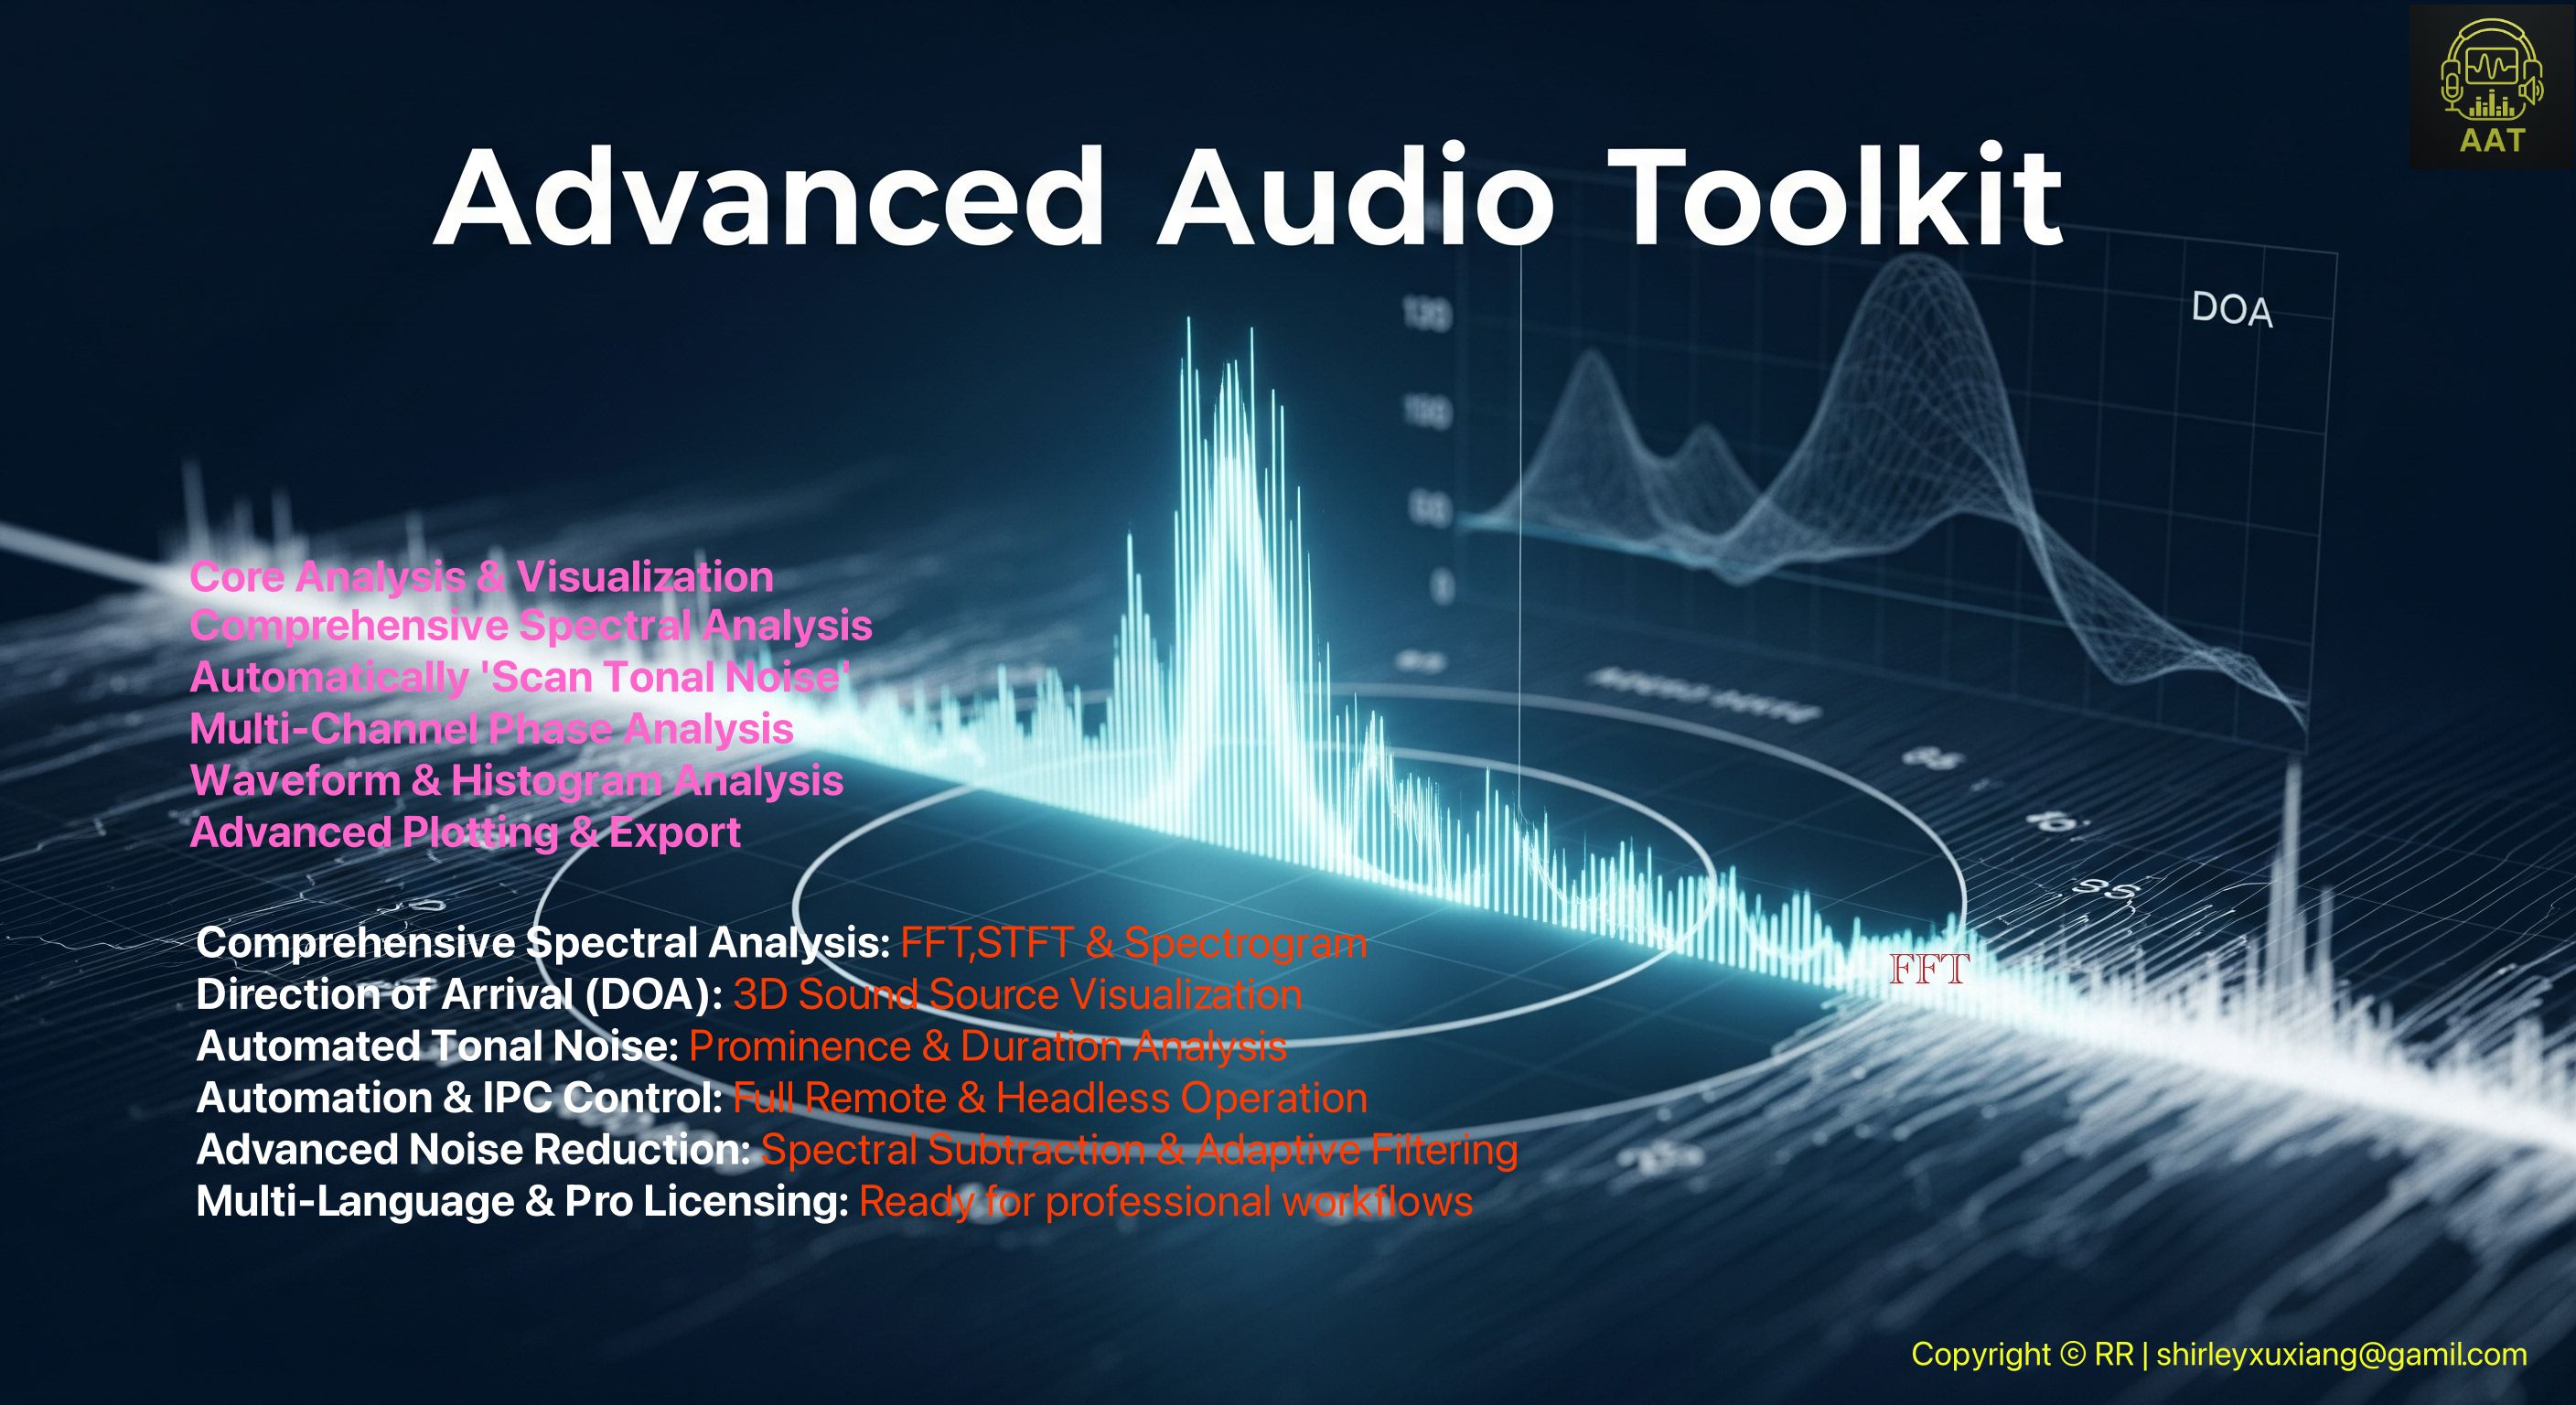 AAT
Advanced Audio Toolkit
DOA
Core Analysis & Visualization
Comprehensive Spectral Analysis
Automatically 'Scan Tonal Noise'
Multi-Channel Phase Analysis
Waveform & Histogram Analysis
Advanced Plotting & Export
Comprehensive Spectral Analysis: FFT,STFT & Spectrogram
Direction of Arrival (DOA): 3D Sound Source Visualization
Automated Tonal Noise: Prominence & Duration Analysis
Automation & IPC Control: Full Remote & Headless Operation
Advanced Noise Reduction: Spectral Subtraction & Adaptive Filtering
Multi-Language & Pro Licensing: Ready for professional workflows
FFT
Copyright © RR | shirleyxuxiang@gamil.com